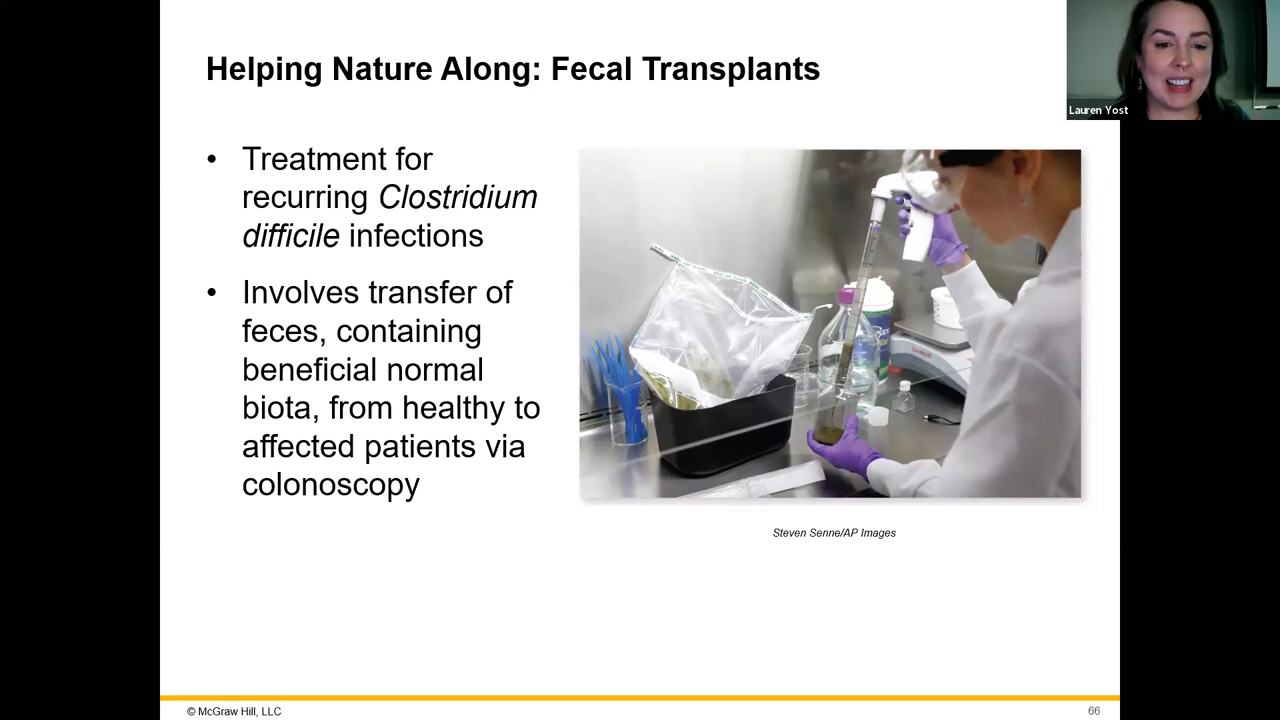 Helping Nature Along: Fecal Transplants
Lauren Yost
• Treatment for
recurring Clostridium
difficile infections
• Involves transfer of
feces, containing
beneficial normal
biota, from healthy to
affected patients via
colonoscopy
Steven Senne/AP Images
© McGraw Hill, LLC
66